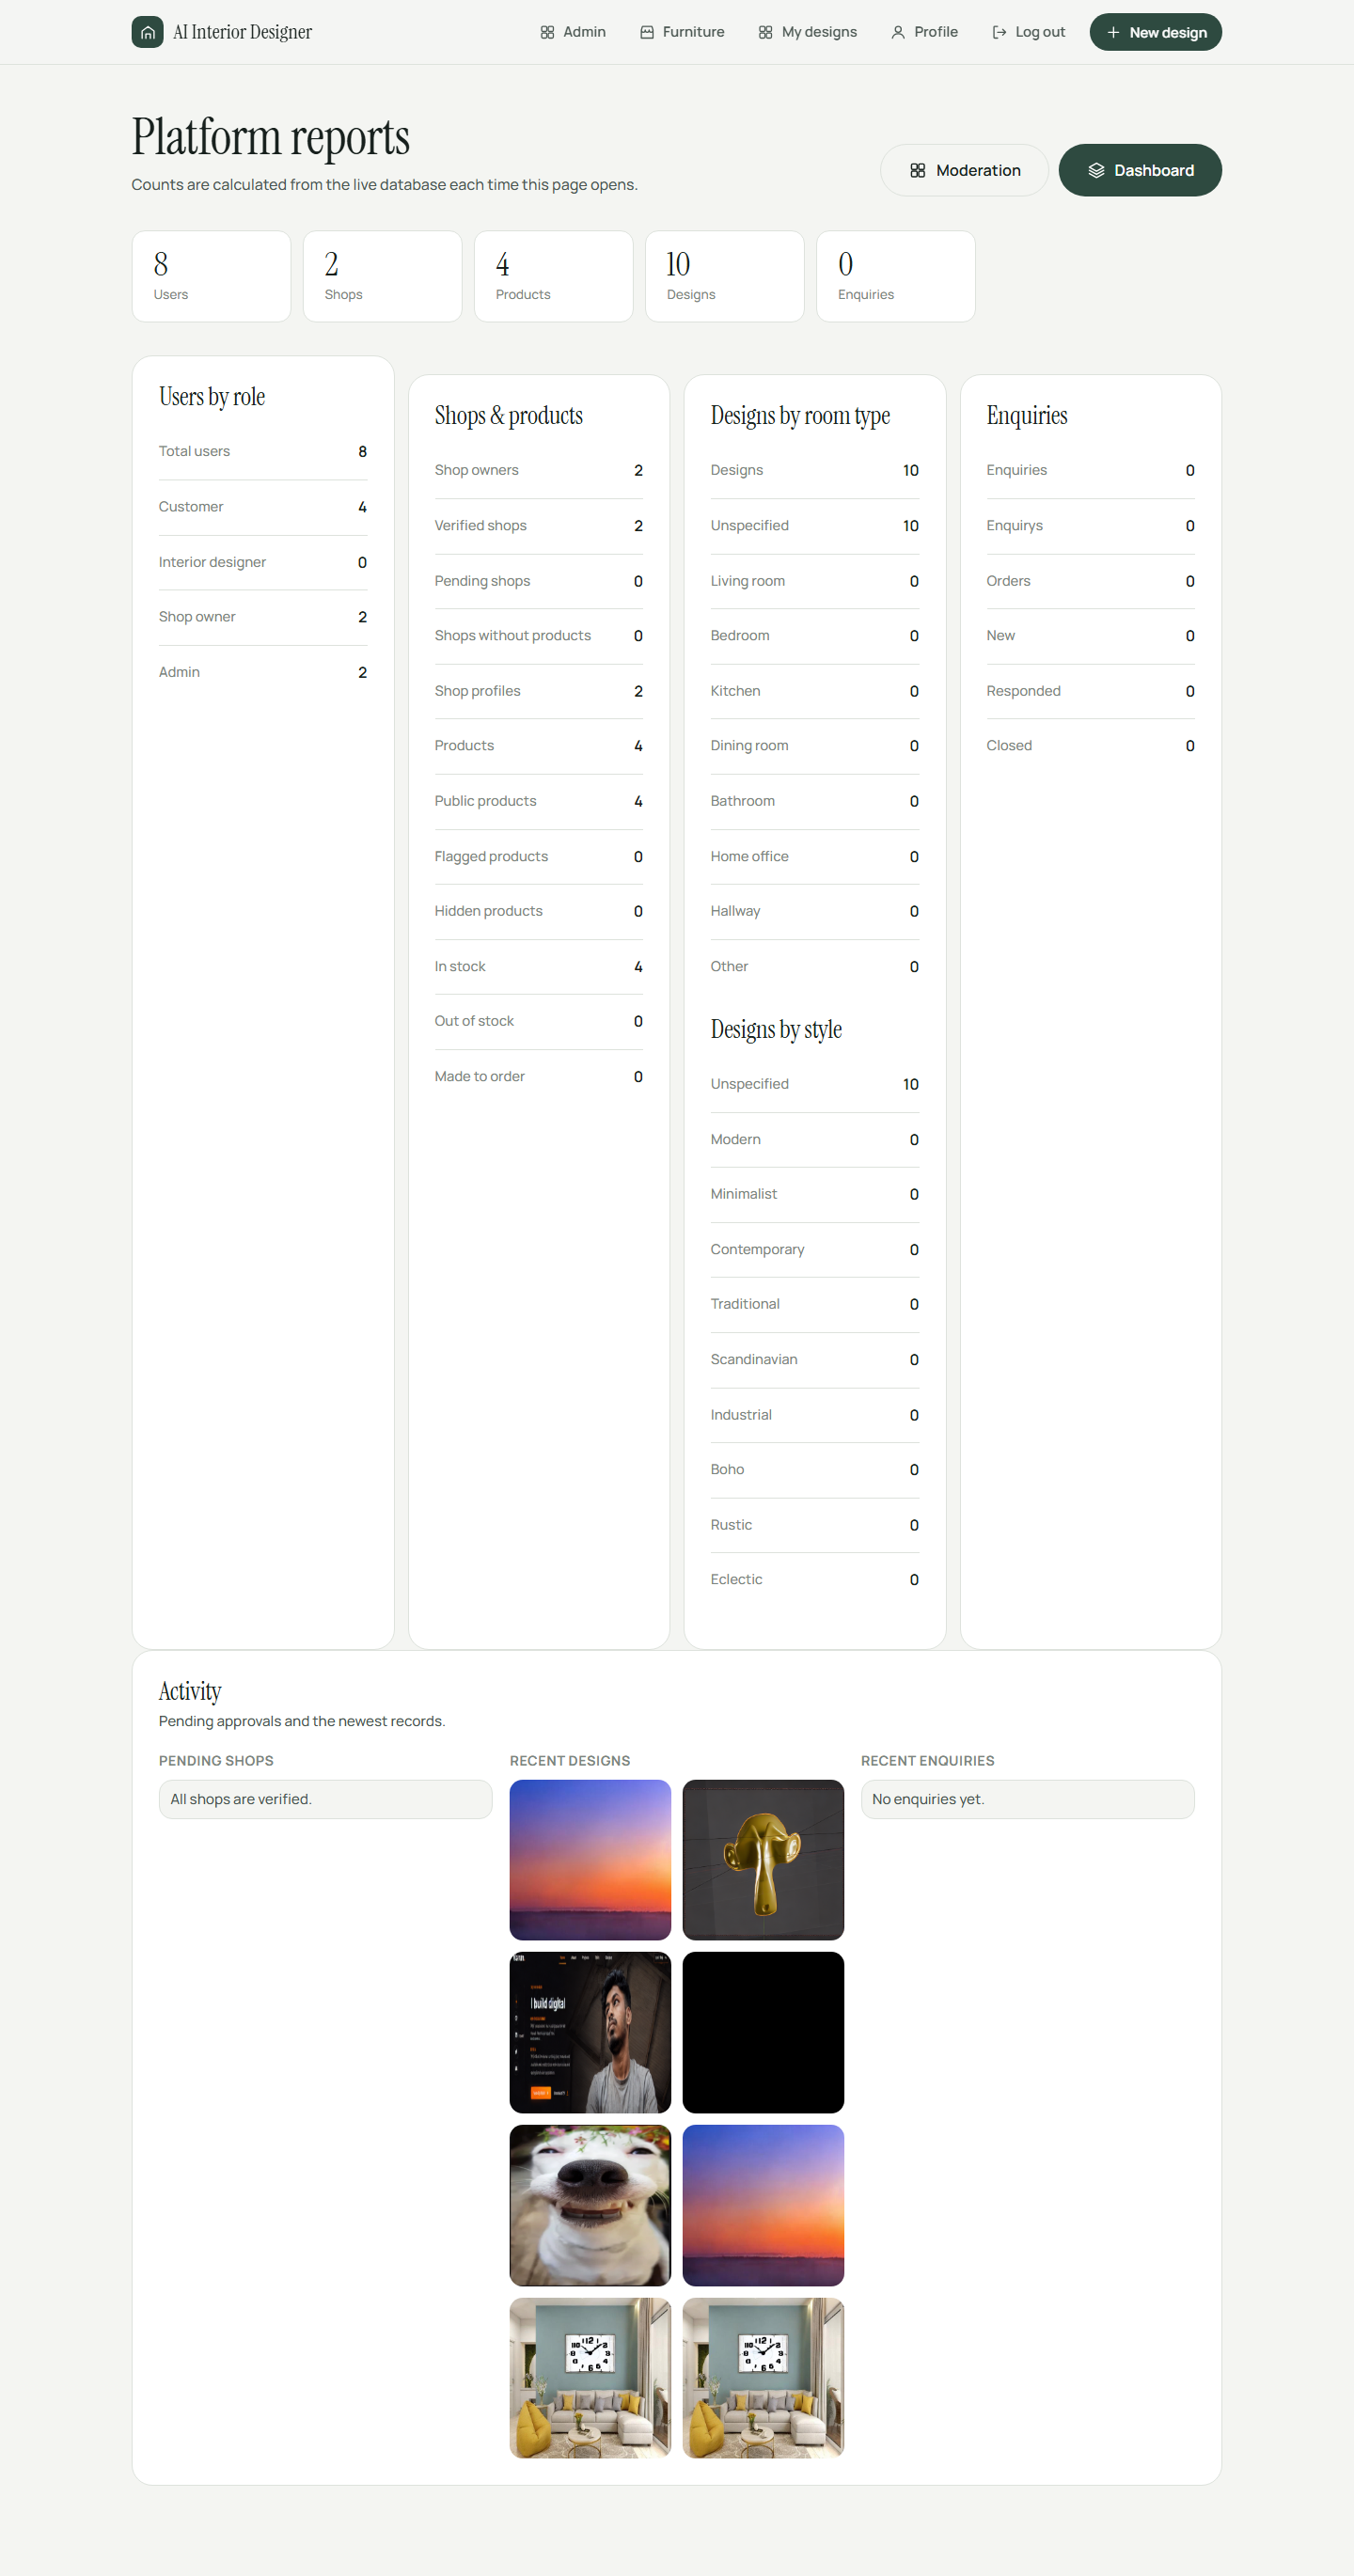 AI Interior Designer
Admin
Furniture
My designs
Profile
Log out
New design
Platform reports
Counts are calculated from the live database each time this page opens.
Moderation
Dashboard
8
Users
2
Shops
4
Products
10
Designs
0
Enquiries
Users by role
Total users 8
Customer 4
Interior designer 0
Shop owner 2
Admin 2
Shops & products
Shop owners 2
Verified shops 2
Pending shops 0
Shops without products 0
Shop profiles 2
Products 4
Public products 4
Flagged products 0
Hidden products 0
In stock 4
Out of stock 0
Made to order 0
Designs by room type
Designs 10
Unspecified 10
Living room 0
Bedroom 0
Kitchen 0
Dining room 0
Bathroom 0
Home office 0
Hallway 0
Other 0
Designs by style
Unspecified 10
Modern 0
Minimalist 0
Contemporary 0
Traditional 0
Scandinavian 0
Industrial 0
Boho 0
Rustic 0
Eclectic 0
Enquiries
Enquiries 0
Enquirys 0
Orders 0
New 0
Responded 0
Closed 0
Activity
Pending approvals and the newest records.
PENDING SHOPS
All shops are verified.
RECENT DESIGNS
I build digital
RECENT ENQUIRIES
No enquiries yet.